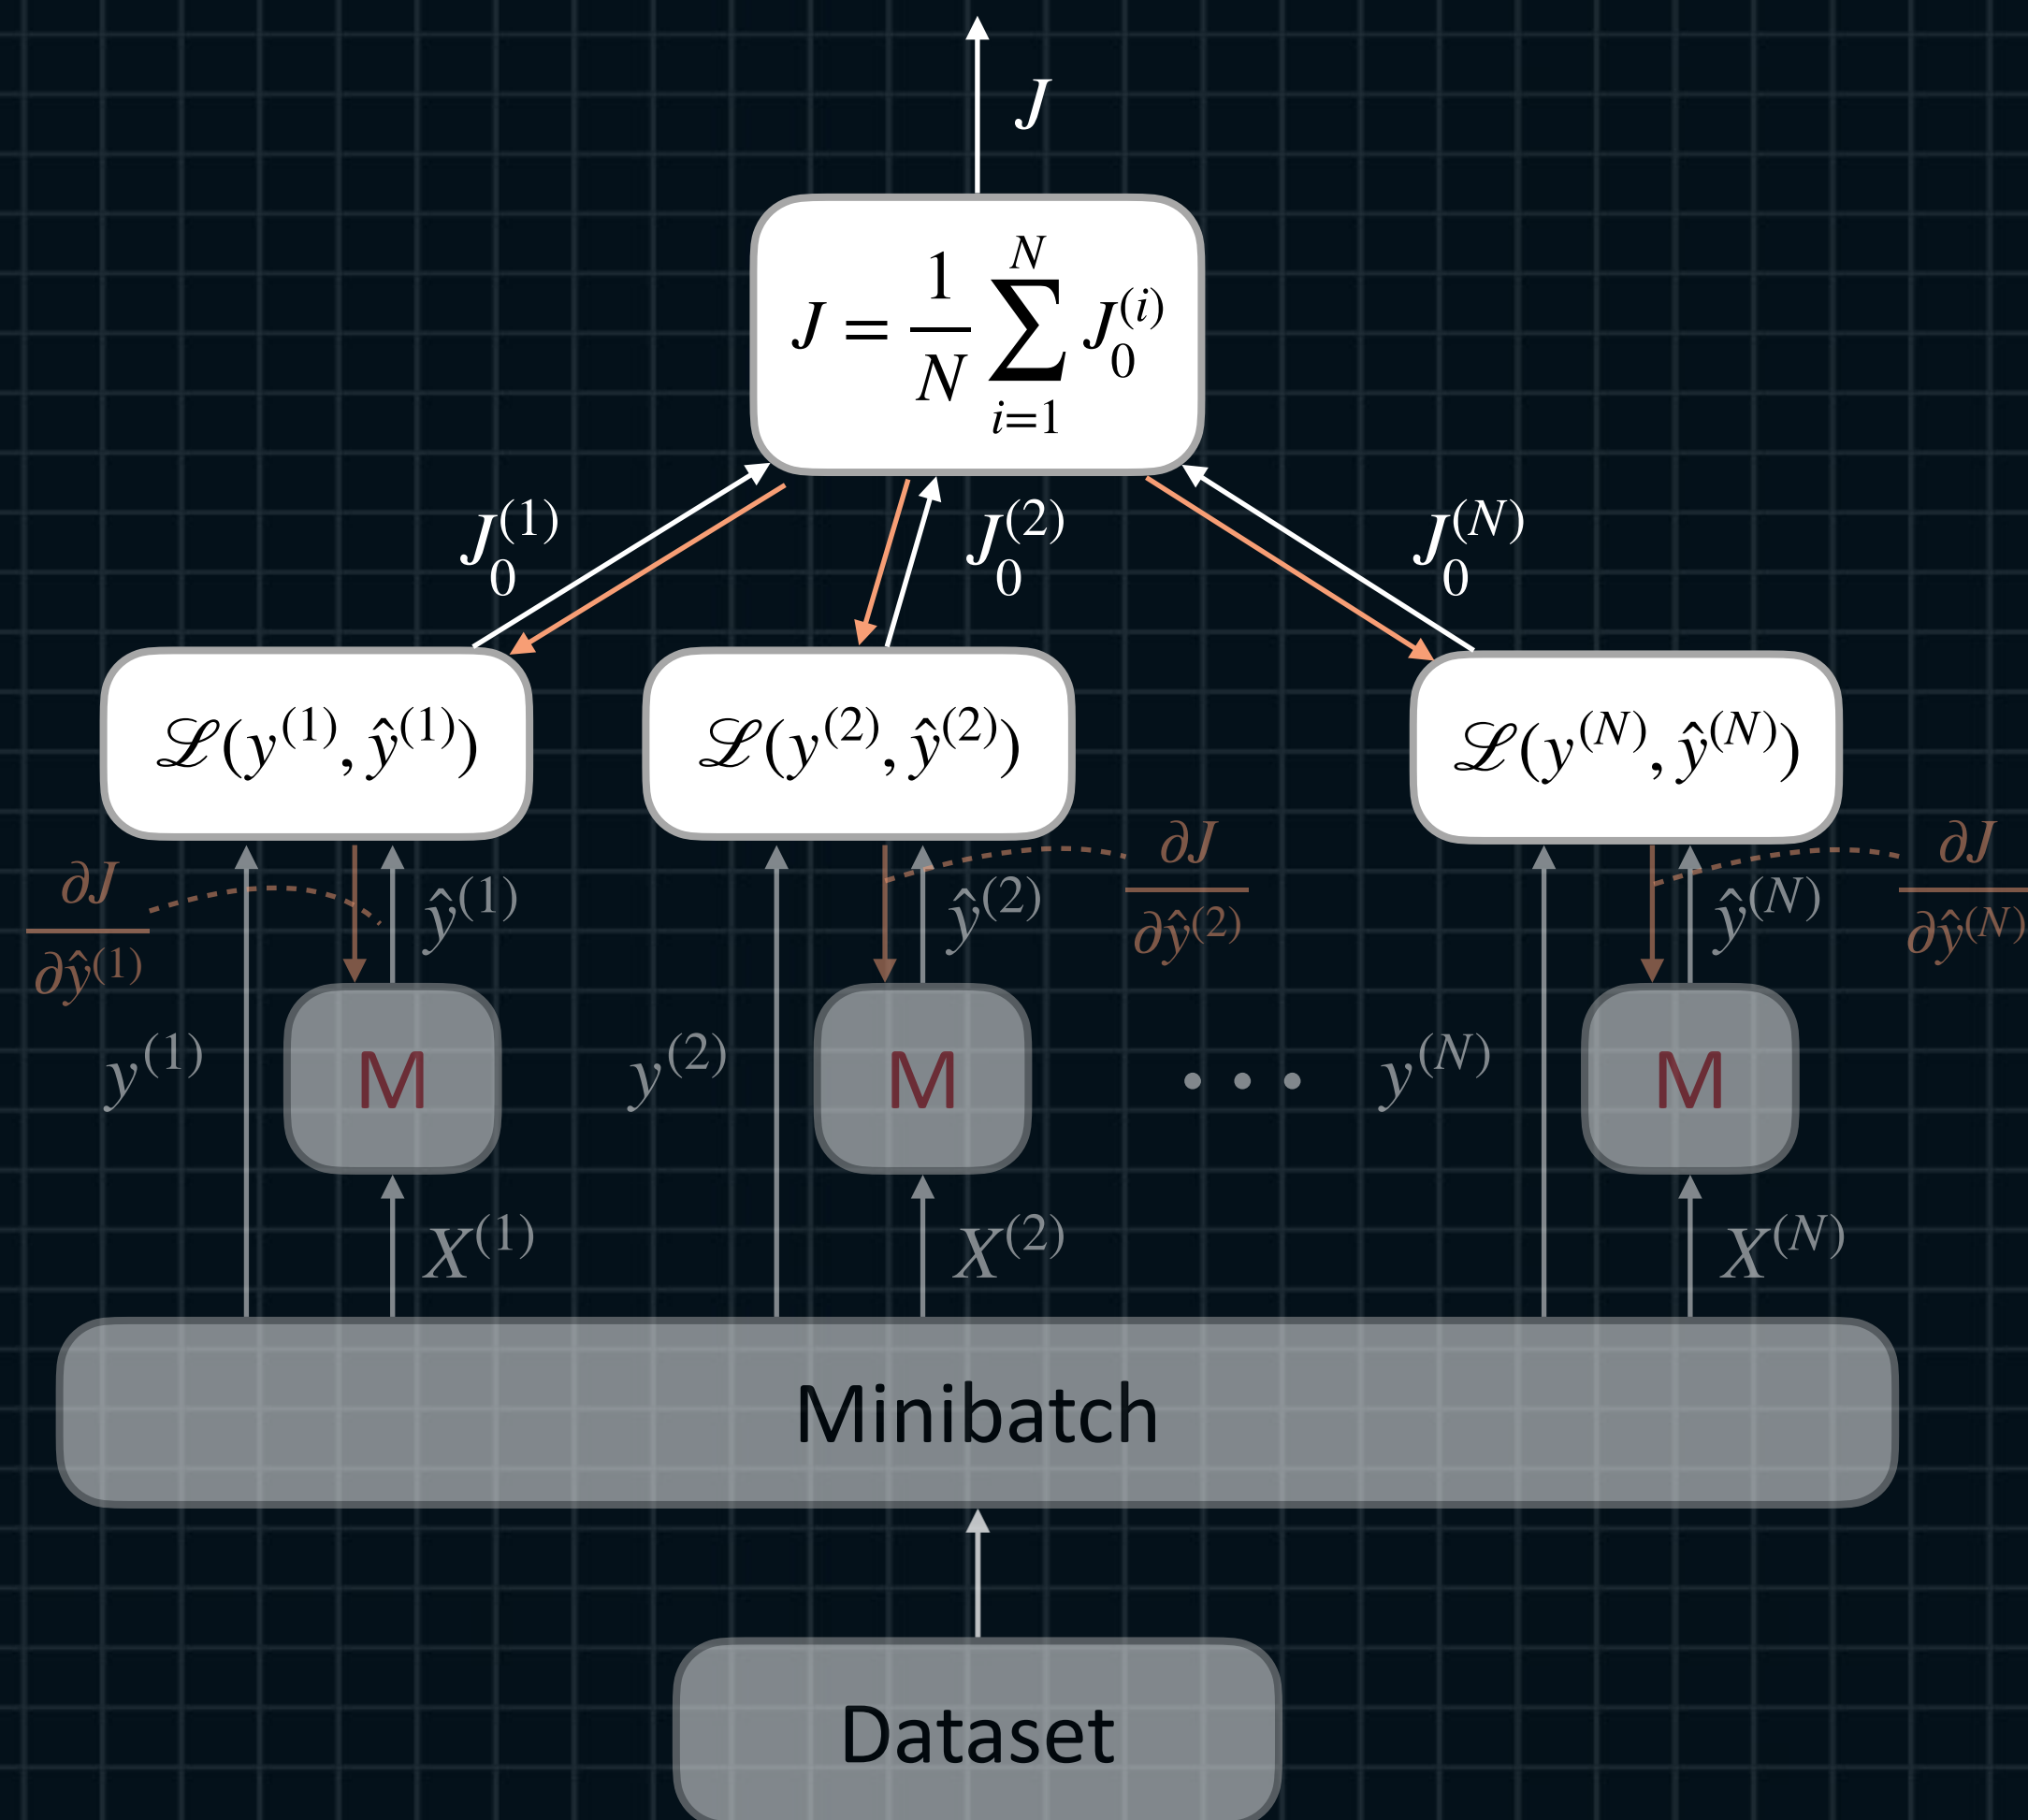 J
J = 1/N ∑_{i=1}^{N} J_0^{(i)}
J_0^{(1)} J_0^{(2)} J_0^{(N)}
ℒ(y^{(1)}, ŷ^{(1)}) ℒ(y^{(2)}, ŷ^{(2)}) ℒ(y^{(N)}, ŷ^{(N)})
∂J/∂ŷ^{(1)} ŷ^{(1)} ŷ^{(2)} ∂J/∂ŷ^{(2)} ŷ^{(N)} ∂J/∂ŷ^{(N)}
y^{(1)} M y^{(2)} M • • • y^{(N)} M
X^{(1)} X^{(2)} X^{(N)}
Minibatch
Dataset